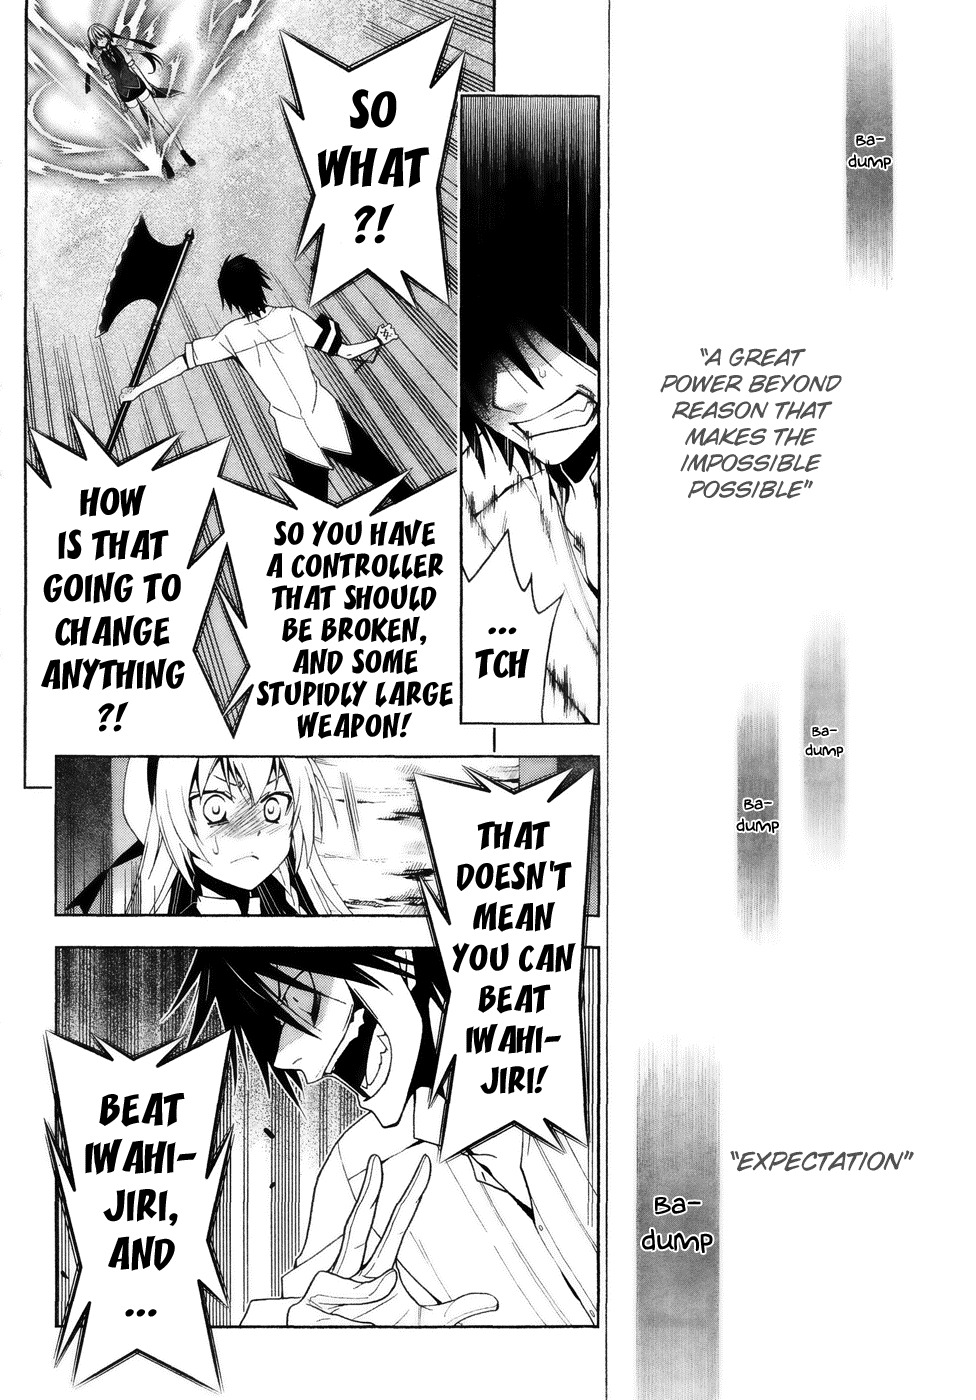 Ba-
dump
"A GREAT
POWER BEYOND
REASON THAT
MAKES THE
IMPOSSIBLE
POSSIBLE"
Ba-
dump
Ba-
dump
"EXPECTATION"
Ba-
dump
...
TCH
SO
WHAT
?!
SO YOU HAVE
A CONTROLLER
THAT SHOULD
BE BROKEN,
AND SOME
STUPIDLY LARGE
WEAPON!
HOW
IS THAT
GOING TO
CHANGE
ANYTHING
?!
THAT
DOESN'T
MEAN
YOU CAN
BEAT
IWAHI-
JIRI!
BEAT
IWAHI-
JIRI,
AND
...